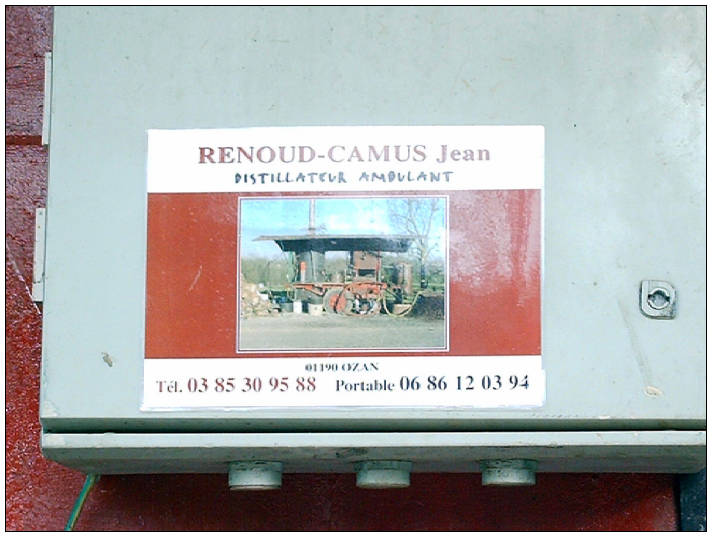 RENOUD-CAMUS Jean
DISTILLATEUR AMBULANT
01190 OZAN
Tél. 03 85 30 95 88 Portable 06 86 12 03 94